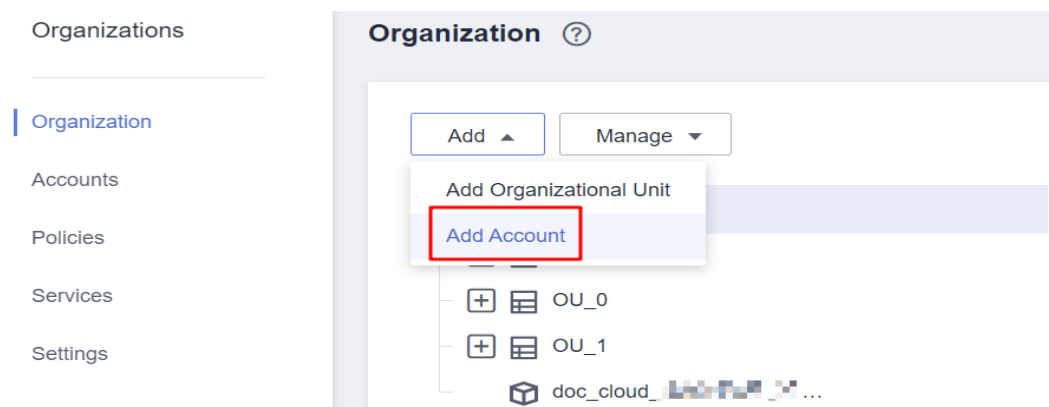 Organizations
Organization
Accounts
Policies
Services
Settings
Organization ?
Add
Manage
Add Organizational Unit
Add Account
OU_0
OU_1
doc_cloud_ ...